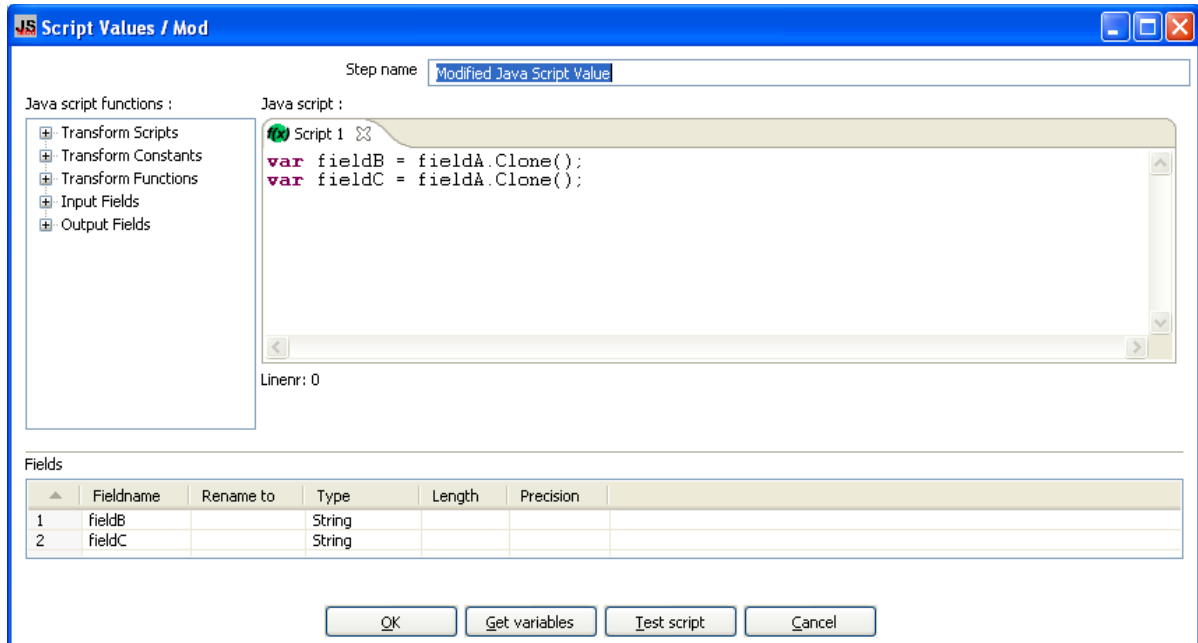 JS Script Values / Mod
Step name Modified Java Script Value
Java script functions : Java script :
Transform Scripts
Transform Constants
Transform Functions
Input Fields
Output Fields
f(x) Script 1
var fieldB = fieldA.Clone();
var fieldC = fieldA.Clone();
Linenr: 0
Fields
Fieldname Rename to Type Length Precision
1 fieldB String
2 fieldC String
OK Get variables Test script Cancel